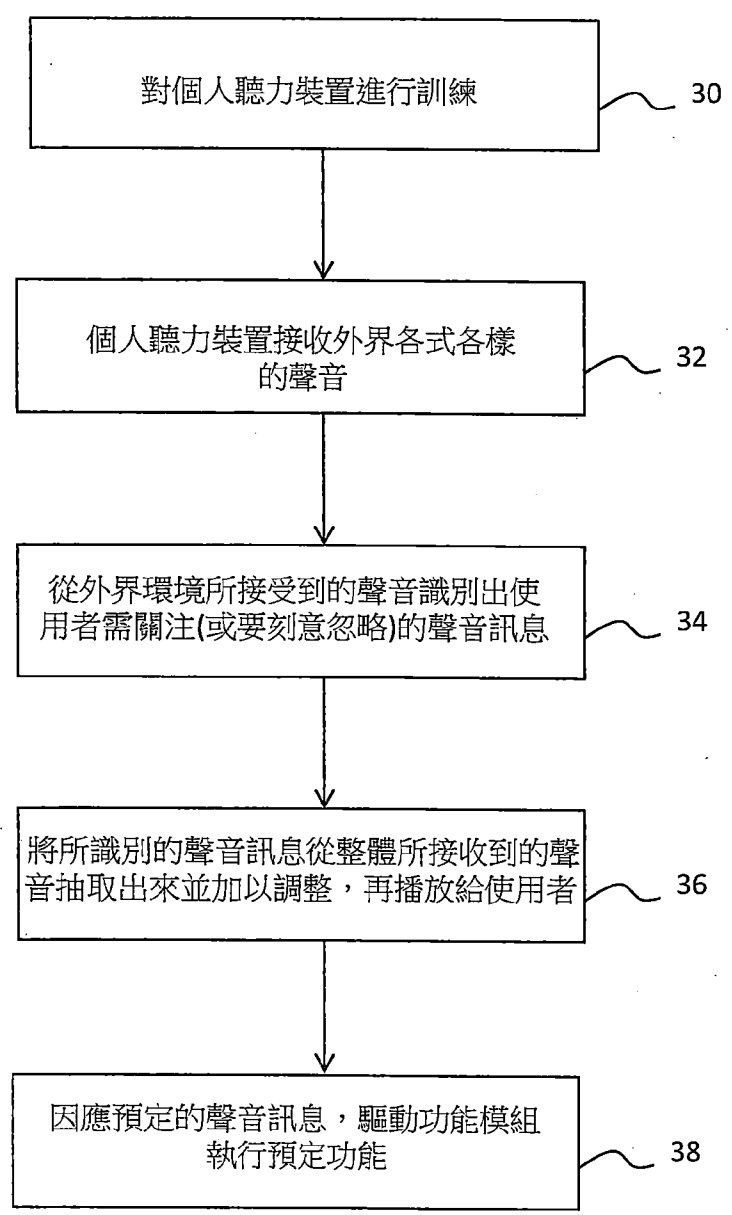 對個人聽力裝置進行訓練
30
個人聽力裝置接收外界各式各樣
的聲音
32
從外界環境所接受到的聲音識別出使
用者需關注(或要刻意忽略)的聲音訊息
34
將所識別的聲音訊息從整體所接收到的聲
音抽取出來並加以調整，再播放給使用者
36
因應預定的聲音訊息，驅動功能模組
執行預定功能
38